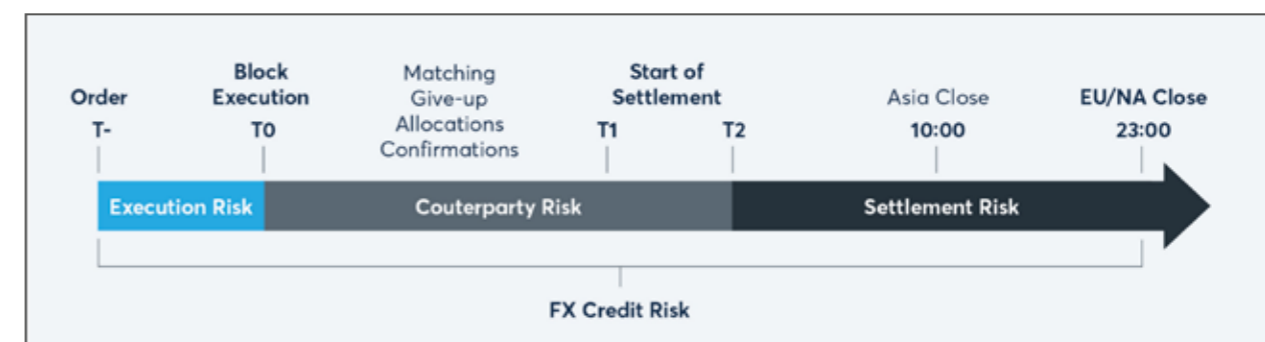 Order
T-
Block
Execution
T0
Matching
Give-up
Allocations
Confirmations
Start of
Settlement
T1
T2
Asia Close
10:00
EU/NA Close
23:00
Execution Risk
Couterparty Risk
Settlement Risk
FX Credit Risk